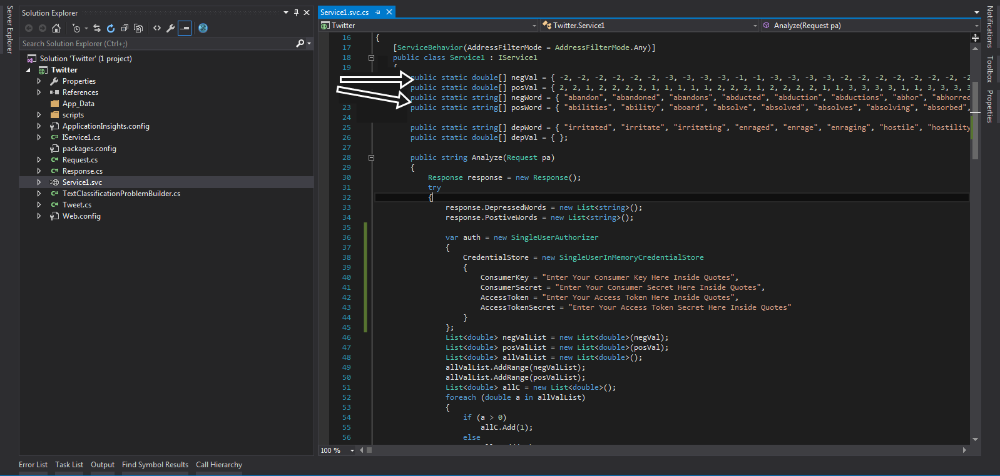 Server Explorer
Solution Explorer
Search Solution Explorer (Ctrl+;)
Solution 'Twitter' (1 project)
Twitter
Properties
References
App_Data
scripts
ApplicationInsights.config
IService1.cs
packages.config
Request.cs
Response.cs
Service1.svc
TextClassificationProblemBuilder.cs
Tweet.cs
Web.config
Service1.svc.cs
Twitter
Twitter.Service1
Analyze(Request pa)
16 {
17 [ServiceBehavior(AddressFilterMode = AddressFilterMode.Any)]
18 public class Service1 : IService1
19 {
public static double[] negVal = { -2, -2, -2, -2, -2, -2, -3, -3, -3, -3, -1, -1, -3, -3, -3, -3, -2, -2, -2, -2, -2, -2, -2, -2
public static double[] posVal = { 2, 2, 1, 2, 2, 2, 2, 1, 1, 1, 1, 1, 2, 2, 2, 1, 2, 2, 2, 2, 1, 1, 3, 3, 3, 3, 1, 1, 3, 3, 3, 3
public static string[] negWord = { "abandon", "abandoned", "abandons", "abducted", "abduction", "abductions", "abhor", "abhorred
23 public static string[] posWord = { "abilities", "ability", "aboard", "absolve", "absolved", "absolves", "absolving", "absorbed",
24
25 public static string[] depWord = { "irritated", "irritate", "irritating", "enraged", "enrage", "enraging", "hostile", "hostility
26 public static double[] depVal = { };
27
28 public string Analyze(Request pa)
29 {
30 Response response = new Response();
31 try
32 {
33 response.DepressedWords = new List<string>();
34 response.PostiveWords = new List<string>();
35
36 var auth = new SingleUserAuthorizer
37 {
38 CredentialStore = new SingleUserInMemoryCredentialStore
39 {
40 ConsumerKey = "Enter Your Consumer Key Here Inside Quotes",
41 ConsumerSecret = "Enter Your Consumer Secret Here Inside Quotes",
42 AccessToken = "Enter Your Access Token Here Inside Quotes",
43 AccessTokenSecret = "Enter Your Access Token Secret Here Inside Quotes"
44 }
45 };
46 List<double> negValList = new List<double>(negVal);
47 List<double> posValList = new List<double>(posVal);
48 List<double> allValList = new List<double>();
49 allValList.AddRange(negValList);
50 allValList.AddRange(posValList);
51 List<double> allC = new List<double>();
52 foreach (double a in allValList)
53 {
54 if (a > 0)
55 allC.Add(1);
56 else
100 %
Notifications
Toolbox
Properties
Error List
Task List
Output
Find Symbol Results
Call Hierarchy